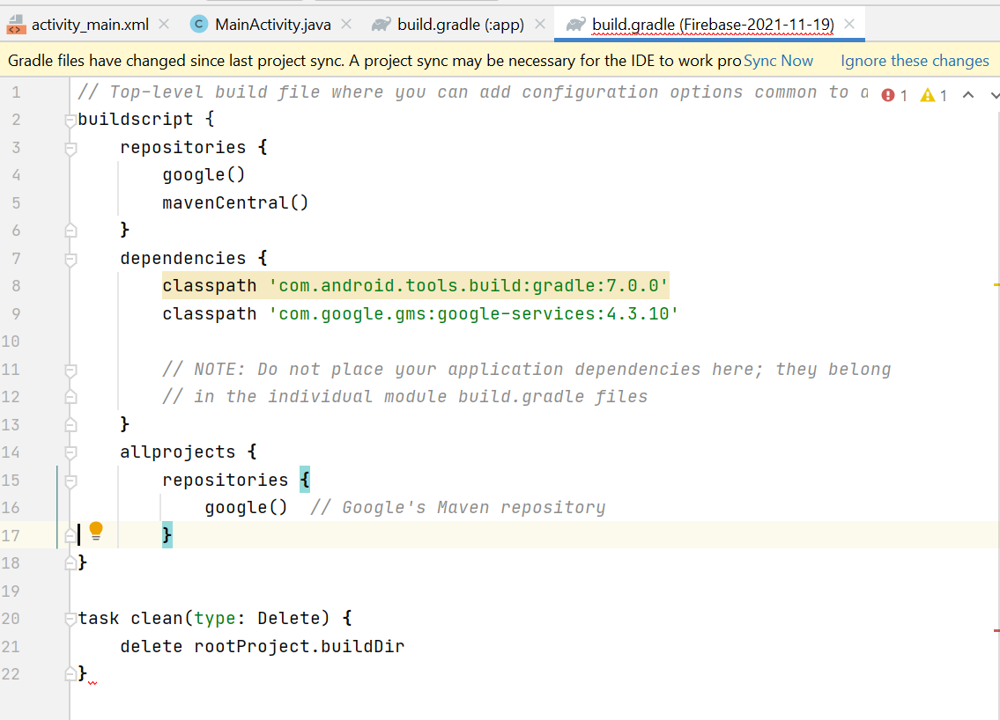 activity_main.xml
MainActivity.java
build.gradle (:app)
build.gradle (Firebase-2021-11-19)
Gradle files have changed since last project sync. A project sync may be necessary for the IDE to work pro Sync Now Ignore these changes
1 // Top-level build file where you can add configuration options common to a 1 1
2 buildscript {
3 repositories {
4 google()
5 mavenCentral()
6 }
7 dependencies {
8 classpath 'com.android.tools.build:gradle:7.0.0'
9 classpath 'com.google.gms:google-services:4.3.10'
10
11 // NOTE: Do not place your application dependencies here; they belong
12 // in the individual module build.gradle files
13 }
14 allprojects {
15 repositories {
16 google() // Google's Maven repository
17 }
18 }
19
20 task clean(type: Delete) {
21 delete rootProject.buildDir
22 }